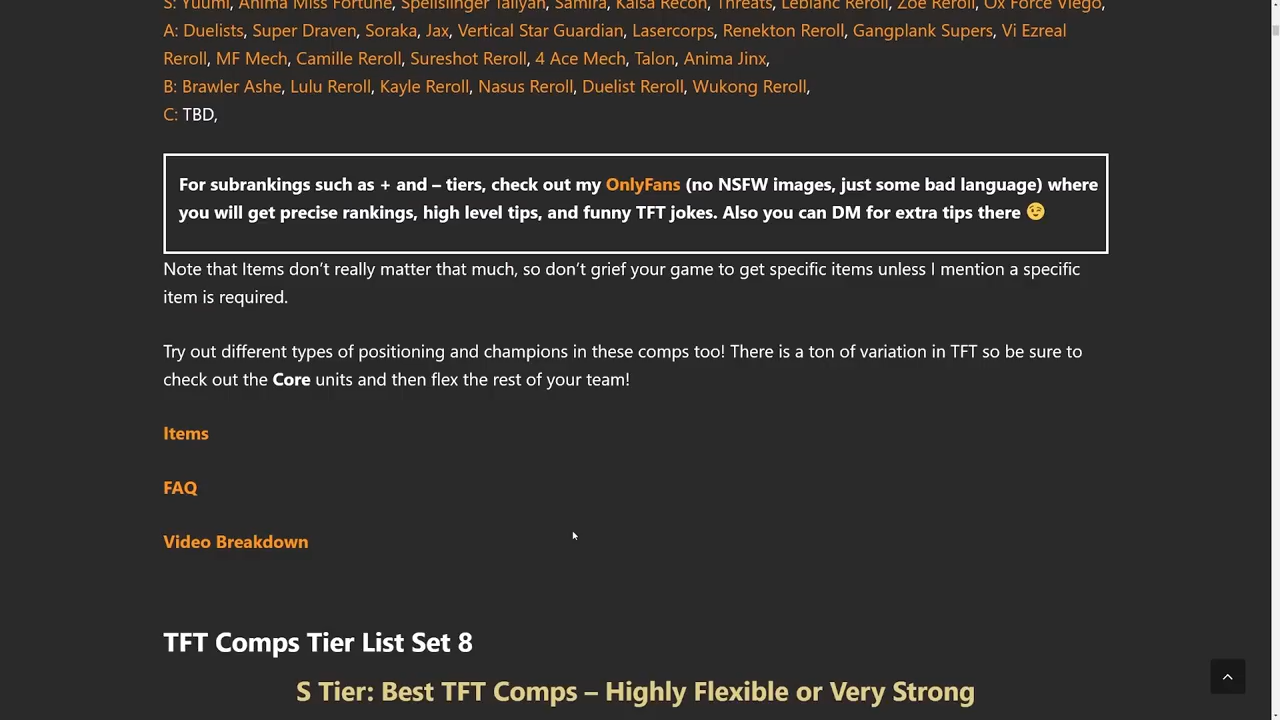 S: Yuumi, Anima Miss Fortune, Spellslinger Taliyah, Samira, Kaisa Recon, Threats, Leblanc Reroll, Zoe Reroll, Ox Force Viego,
A: Duelists, Super Draven, Soraka, Jax, Vertical Star Guardian, Lasercorps, Renekton Reroll, Gangplank Supers, Vi Ezreal
Reroll, MF Mech, Camille Reroll, Sureshot Reroll, 4 Ace Mech, Talon, Anima Jinx,
B: Brawler Ashe, Lulu Reroll, Kayle Reroll, Nasus Reroll, Duelist Reroll, Wukong Reroll,
C: TBD,
For subrankings such as + and – tiers, check out my OnlyFans (no NSFW images, just some bad language) where
you will get precise rankings, high level tips, and funny TFT jokes. Also you can DM for extra tips there 😉
Note that Items don’t really matter that much, so don’t grief your game to get specific items unless I mention a specific
item is required.
Try out different types of positioning and champions in these comps too! There is a ton of variation in TFT so be sure to
check out the Core units and then flex the rest of your team!
Items
FAQ
Video Breakdown
TFT Comps Tier List Set 8
S Tier: Best TFT Comps – Highly Flexible or Very Strong